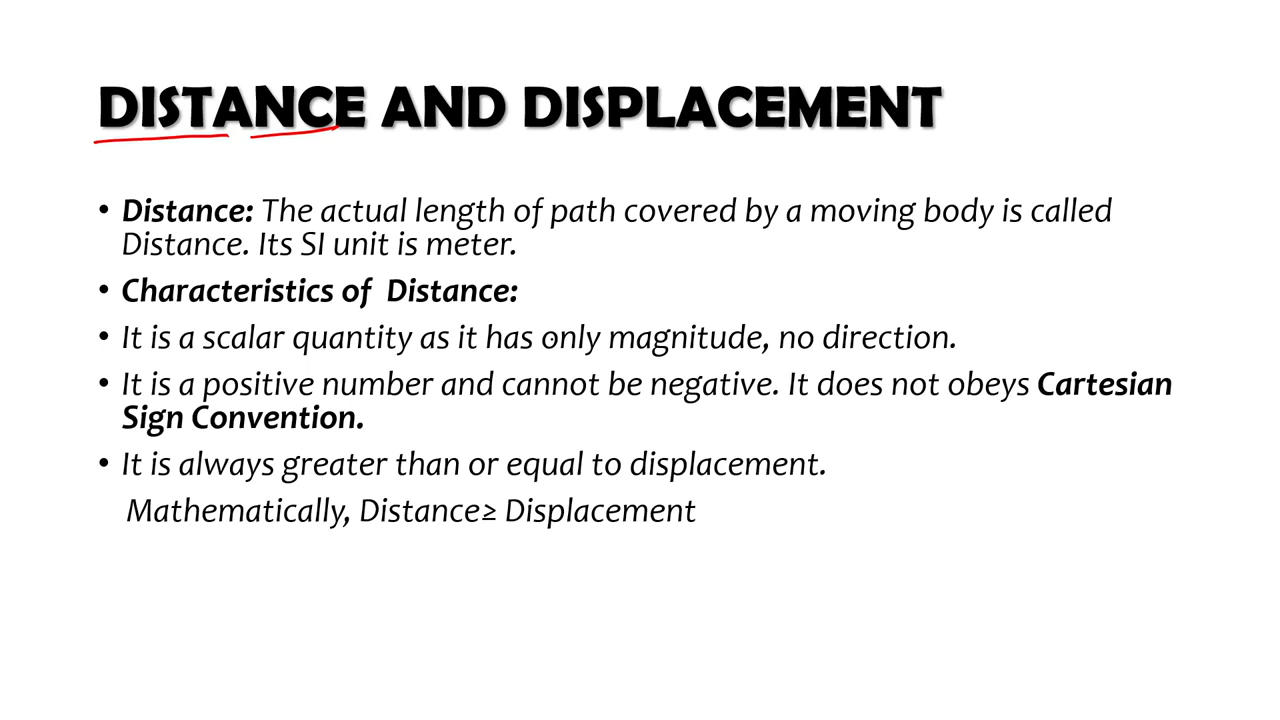 DISTANCE AND DISPLACEMENT
• Distance: The actual length of path covered by a moving body is called
Distance. Its SI unit is meter.
• Characteristics of  Distance:
• It is a scalar quantity as it has only magnitude, no direction.
• It is a positive number and cannot be negative. It does not obeys Cartesian
Sign Convention.
• It is always greater than or equal to displacement.
Mathematically, Distance≥ Displacement